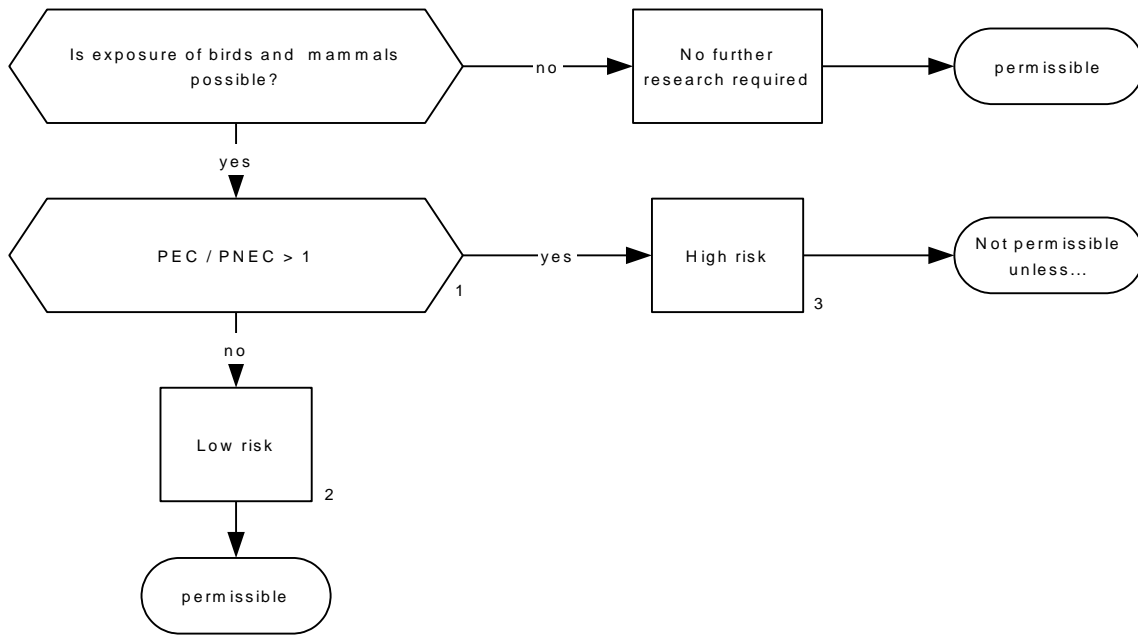 Is exposure of birds and mammals
possible?
no
No further
research required
permissible
yes
PEC / PNEC > 1
1
yes
High risk
3
Not permissible
unless...
no
Low risk
2
permissible